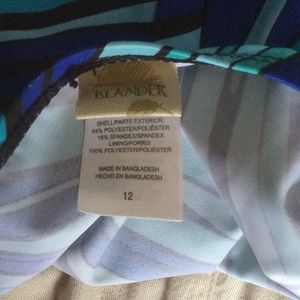 ISLANDER
SHELL/PARTE EXTERIOR:
84% POLYESTER/POLIÉSTER
16% SPANDEX/SPANDEX
LINING/FORRO:
100% POLYESTER/POLIÉSTER
MADE IN BANGLADESH
HECHO EN BANGLADESH
12